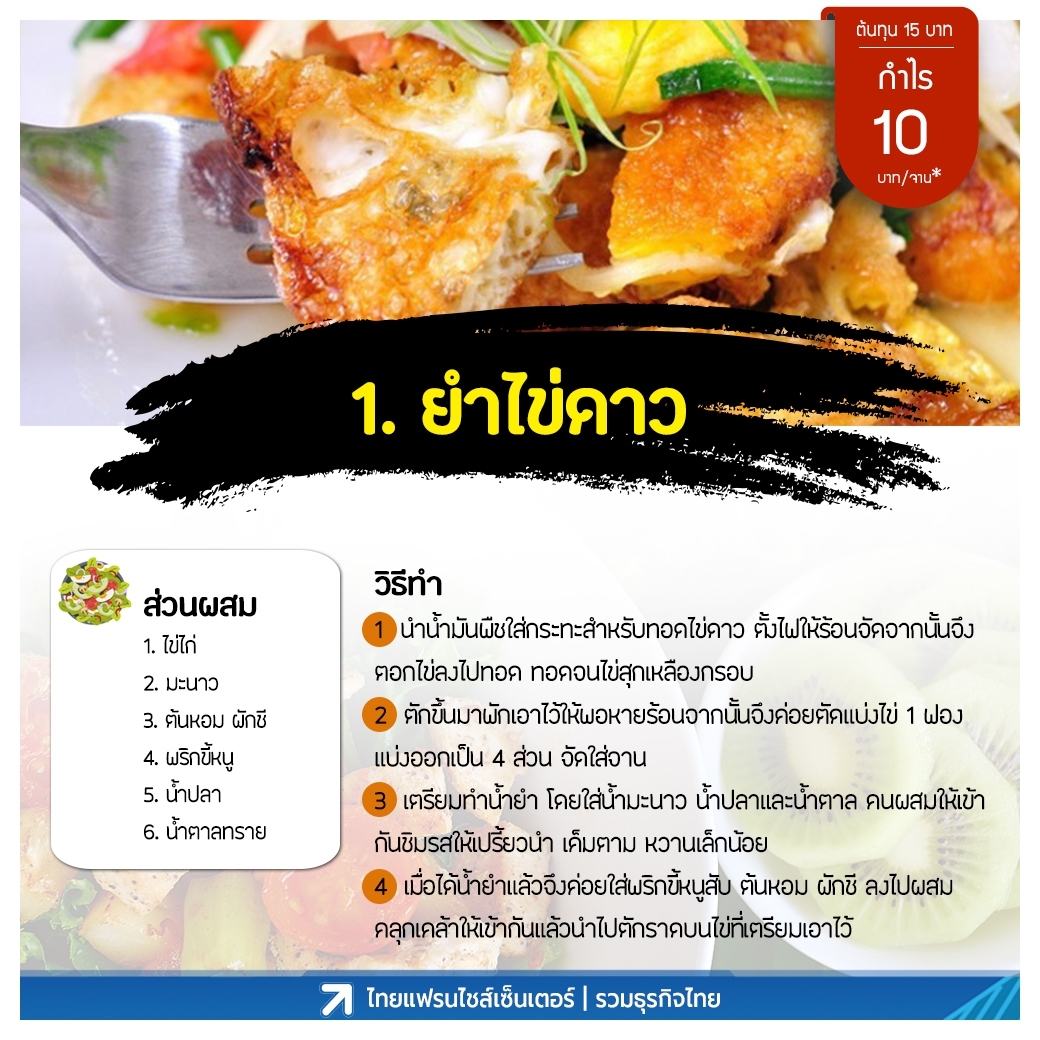 ต้นทุน 15 บาท
กำไร
10
บาท/จาน*
1. ยำไข่ดาว
ส่วนผสม
1. ไข่ไก่
2. มะนาว
3. ต้นหอม ผักชี
4. พริกขี้หนู
5. น้ำปลา
6. น้ำตาลทราย
วิธีทำ
1 นำน้ำมันพืชใส่กระทะสำหรับทอดไข่ดาว ตั้งไฟให้ร้อนจัดจากนั้นจึง
ตอกไข่ลงไปทอด ทอดจนไข่สุกเหลืองกรอบ
2 ตักขึ้นมาพักเอาไว้ให้พอหายร้อนจากนั้นจึงค่อยตัดแบ่งไข่ 1 ฟอง
แบ่งออกเป็น 4 ส่วน จัดใส่จาน
3 เตรียมทำน้ำยำ โดยใส่น้ำมะนาว น้ำปลาและน้ำตาล คนผสมให้เข้า
กันชิมรสให้เปรี้ยวนำ เค็มตาม หวานเล็กน้อย
4 เมื่อได้น้ำยำแล้วจึงค่อยใส่พริกขี้หนูสับ ต้นหอม ผักชี ลงไปผสม
คลุกเคล้าให้เข้ากันแล้วนำไปตักราดบนไข่ที่เตรียมเอาไว้
ไทยแฟรนไชส์เซ็นเตอร์ | รวมธุรกิจไทย